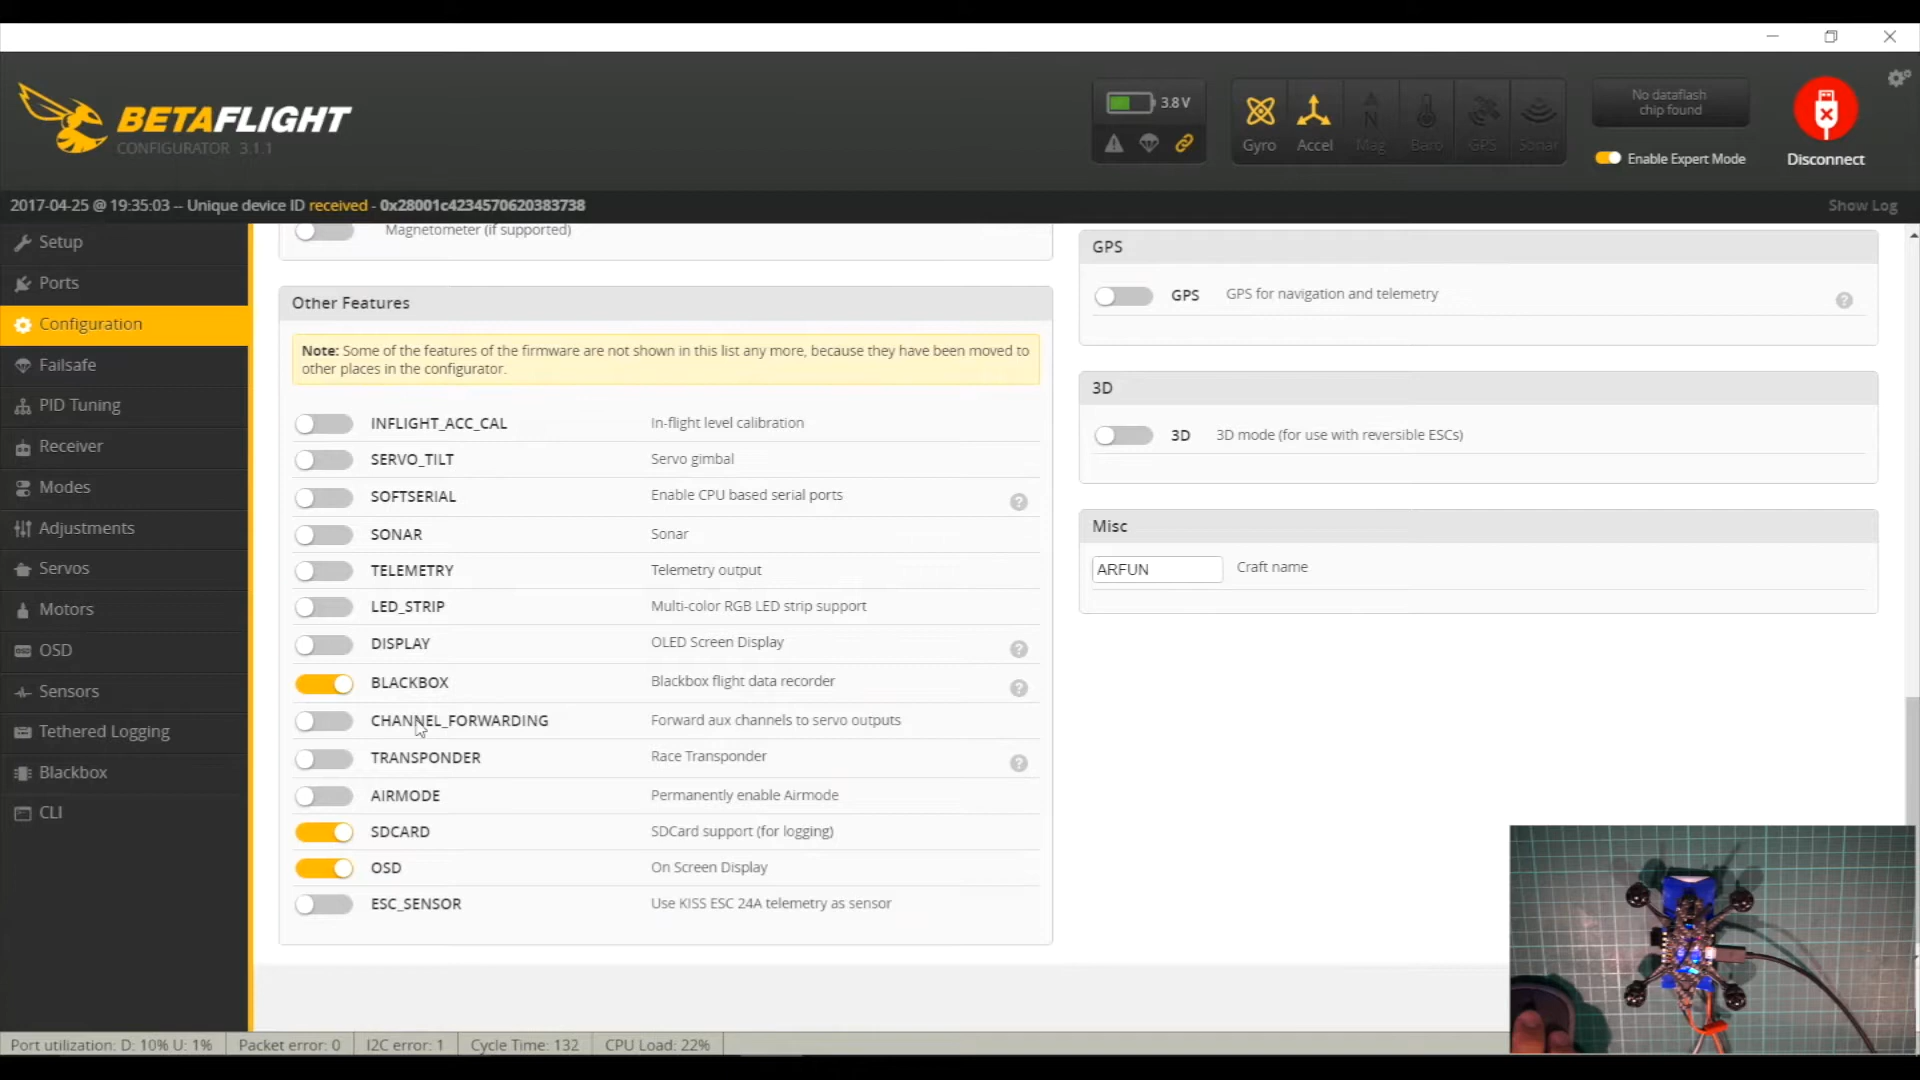 BETAFLIGHT
CONFIGURATOR 3.1.1
3.8 V
Gyro Accel Mag Baro GPS Sonar
No dataflash
chip found
Enable Expert Mode
Disconnect
2017-04-25 @ 19:35:03 -- Unique device ID received - 0x28001c4234570620383738
Show Log
Setup
Ports
Configuration
Failsafe
PID Tuning
Receiver
Modes
Adjustments
Servos
Motors
OSD
Sensors
Tethered Logging
Blackbox
CLI
Magnetometer (if supported)
Other Features
Note: Some of the features of the firmware are not shown in this list any more, because they have been moved to
other places in the configurator.
INFLIGHT_ACC_CAL In-flight level calibration
SERVO_TILT Servo gimbal
SOFTSERIAL Enable CPU based serial ports ?
SONAR Sonar
TELEMETRY Telemetry output
LED_STRIP Multi-color RGB LED strip support
DISPLAY OLED Screen Display ?
BLACKBOX Blackbox flight data recorder ?
CHANNEL_FORWARDING Forward aux channels to servo outputs
TRANSPONDER Race Transponder ?
AIRMODE Permanently enable Airmode
SDCARD SDCard support (for logging)
OSD On Screen Display
ESC_SENSOR Use KISS ESC 24A telemetry as sensor
GPS
GPS GPS for navigation and telemetry ?
3D
3D 3D mode (for use with reversible ESCs)
Misc
ARFUN Craft name
Port utilization: D: 10% U: 1% Packet error: 0 I2C error: 1 Cycle Time: 132 CPU Load: 22%